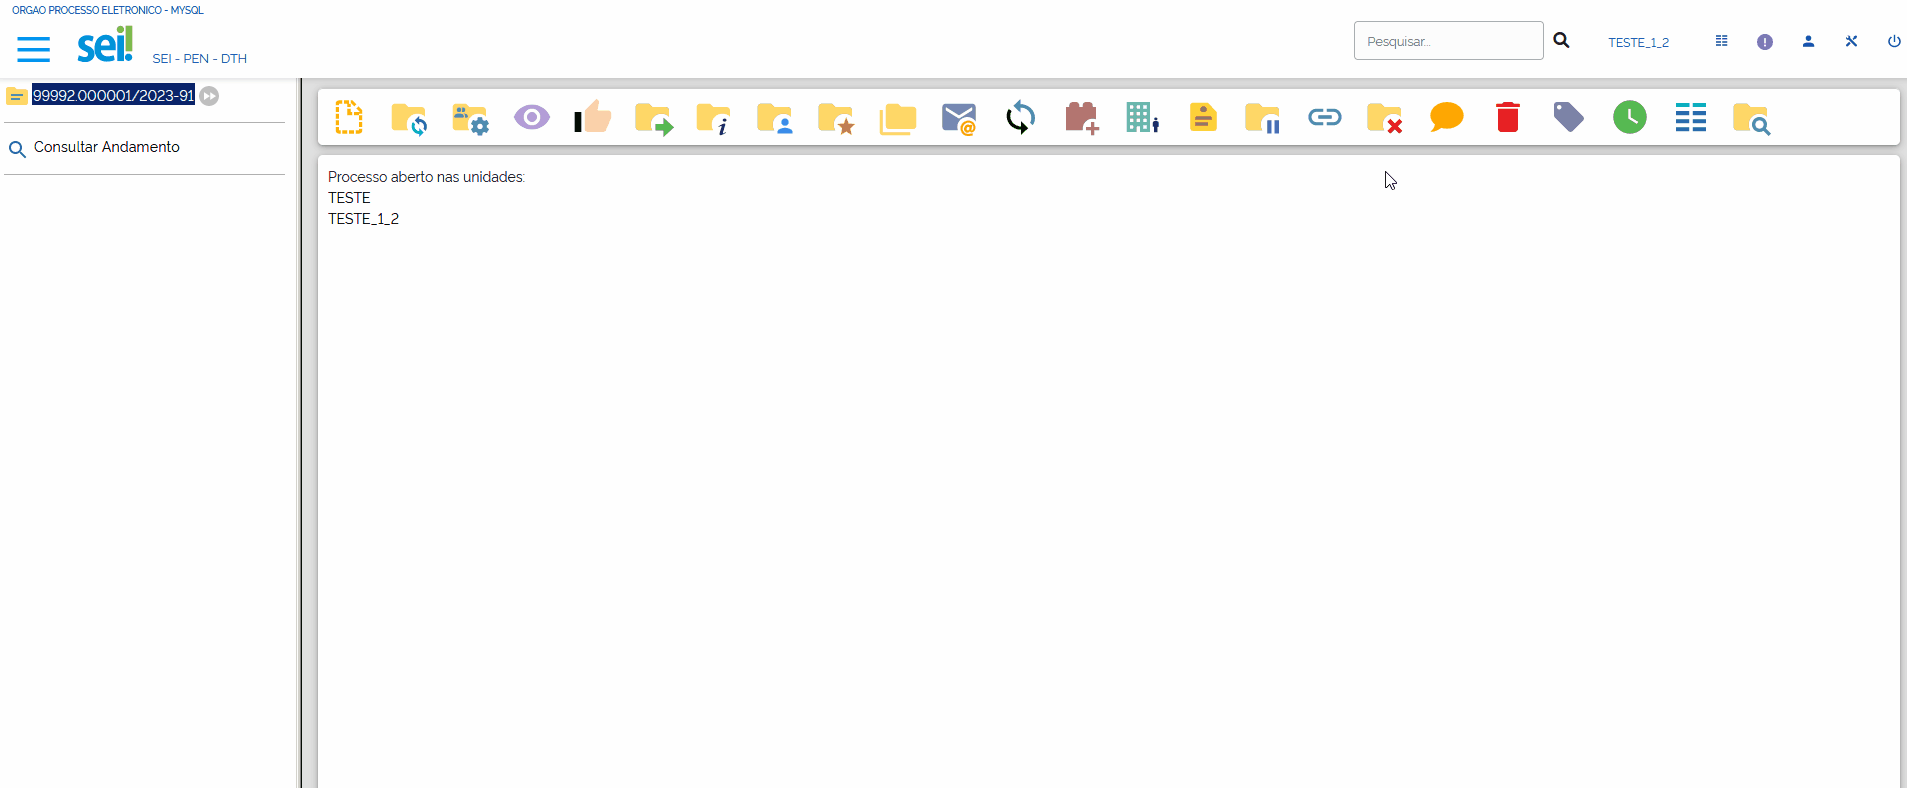 ORGAO PROCESSO ELETRONICO - MYSQL
sei!
SEI - PEN - DTH
Pesquisar...
TESTE_1_2
99992.000001/2023-91
Consultar Andamento
Processo aberto nas unidades:
TESTE
TESTE_1_2